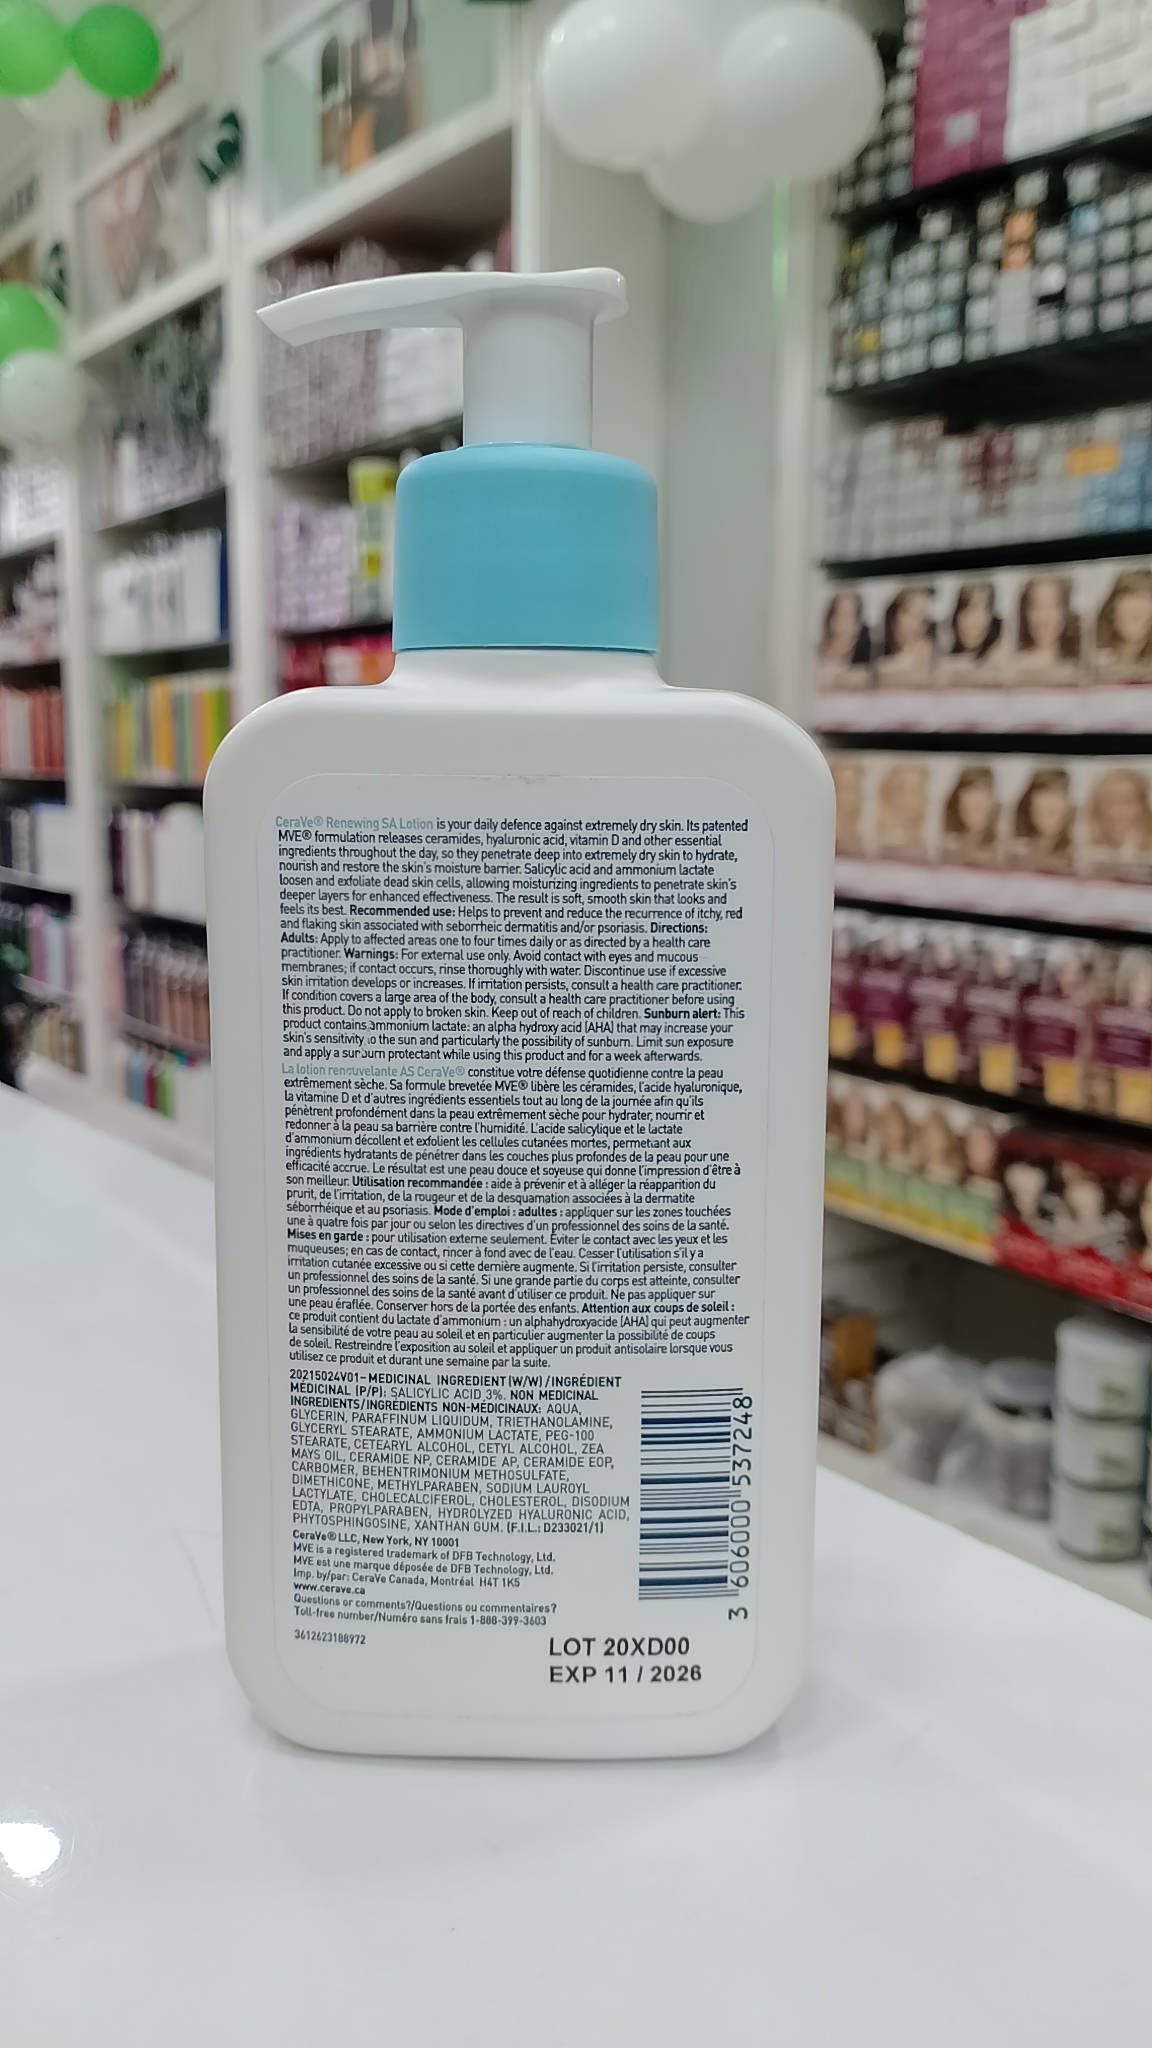 CeraVe® Renewing SA Lotion is your daily defence against extremely dry skin. Its patented
MVE® formulation releases ceramides, hyaluronic acid, vitamin D and other essential
ingredients throughout the day, so they penetrate deep into extremely dry skin to hydrate,
nourish and restore the skin's moisture barrier. Salicylic acid and ammonium lactate
loosen and exfoliate dead skin cells, allowing moisturizing ingredients to penetrate skin's
deeper layers for enhanced effectiveness. The result is soft, smooth skin that looks and
feels its best. Recommended use: Helps to prevent and reduce the recurrence of itchy, red
and flaking skin associated with seborrheic dermatitis and/or psoriasis. Directions:
Adults: Apply to affected areas one to four times daily or as directed by a health care
practitioner. Warnings: For external use only. Avoid contact with eyes and mucous
membranes; if contact occurs, rinse thoroughly with water. Discontinue use if excessive
skin irritation develops or increases. If irritation persists, consult a health care practitioner.
If condition covers a large area of the body, consult a health care practitioner before using
this product. Do not apply to broken skin. Keep out of reach of children. Sunburn alert: This
product contains ammonium lactate: an alpha hydroxy acid (AHA) that may increase your
skin's sensitivity to the sun and particularly the possibility of sunburn. Limit sun exposure
and apply a sunburn protectant while using this product and for a week afterwards.
La lotion renouvelante AS CeraVe® constitue votre défense quotidienne contre la peau
extrêmement sèche. Sa formule brevetée MVE® libère les céramides, l'acide hyaluronique,
la vitamine D et d'autres ingrédients essentiels tout au long de la journée afin qu'ils
pénètrent profondément dans la peau extrêmement sèche pour hydrater, nourrir et
redonner à la peau sa barrière contre l'humidité. L'acide salicylique et le lactate
d'ammonium décollent et exfolient les cellules cutanées mortes, permettant aux
ingrédients hydratants de pénétrer dans les couches plus profondes de la peau pour une
efficacité accrue. Le résultat est une peau douce et soyeuse qui donne l'impression d'être à
son meilleur. Utilisation recommandée : aide à prévenir et à alléger la réapparition du
prurit, de l'irritation, de la rougeur et de la desquamation associées à la dermatite
séborrhéique et au psoriasis. Mode d'emploi : adultes : appliquer sur les zones touchées
une à quatre fois par jour ou selon les directives d'un professionnel des soins de la santé.
Mises en garde : pour utilisation externe seulement. Éviter le contact avec les yeux et les
muqueuses; en cas de contact, rincer à fond avec de l'eau. Cesser l'utilisation s'il y a
irritation cutanée excessive ou si cette dernière augmente. Si l'irritation persiste, consulter
un professionnel des soins de la santé. Si une grande partie du corps est atteinte, consulter
un professionnel des soins de la santé avant d'utiliser ce produit. Ne pas appliquer sur
une peau éraflée. Conserver hors de la portée des enfants. Attention aux coups de soleil :
ce produit contient du lactate d'ammonium : un alphahydroxyacide (AHA) qui peut augmenter
la sensibilité de votre peau au soleil et en particulier augmenter la possibilité de coups
de soleil. Restreindre l'exposition au soleil et appliquer un produit antisolaire lorsque vous
utilisez ce produit et durant une semaine par la suite.
20215024V01 – MEDICINAL INGREDIENT (W/W) / INGRÉDIENT
MÉDICINAL (P/P): SALICYLIC ACID 3%. NON MEDICINAL
INGREDIENTS/INGRÉDIENTS NON-MÉDICINAUX: AQUA,
GLYCERIN, PARAFFINUM LIQUIDUM, TRIETHANOLAMINE,
GLYCERYL STEARATE, AMMONIUM LACTATE, PEG-100
STEARATE, CETEARYL ALCOHOL, CETYL ALCOHOL, ZEA
MAYS OIL, CERAMIDE NP, CERAMIDE AP, CERAMIDE EOP,
CARBOMER, BEHENTRIMONIUM METHOSULFATE,
DIMETHICONE, METHYLPARABEN, SODIUM LAUROYL
LACTYLATE, CHOLECALCIFEROL, CHOLESTEROL, DISODIUM
EDTA, PROPYLPARABEN, HYDROLYZED HYALURONIC ACID,
PHYTOSPHINGOSINE, XANTHAN GUM. (F.I.L.: D233021/1)
CeraVe® LLC, New York, NY 10001
MVE is a registered trademark of DFB Technology, Ltd.
MVE est une marque déposée de DFB Technology, Ltd.
Imp. by/par: CeraVe Canada, Montréal H4T 1K5
www.cerave.ca
Questions or comments?/Questions ou commentaires?
Toll-free number/Numéro sans frais 1-888-399-3603
3612623188972
3 606000 537248
LOT 20XD00
EXP 11 / 2026